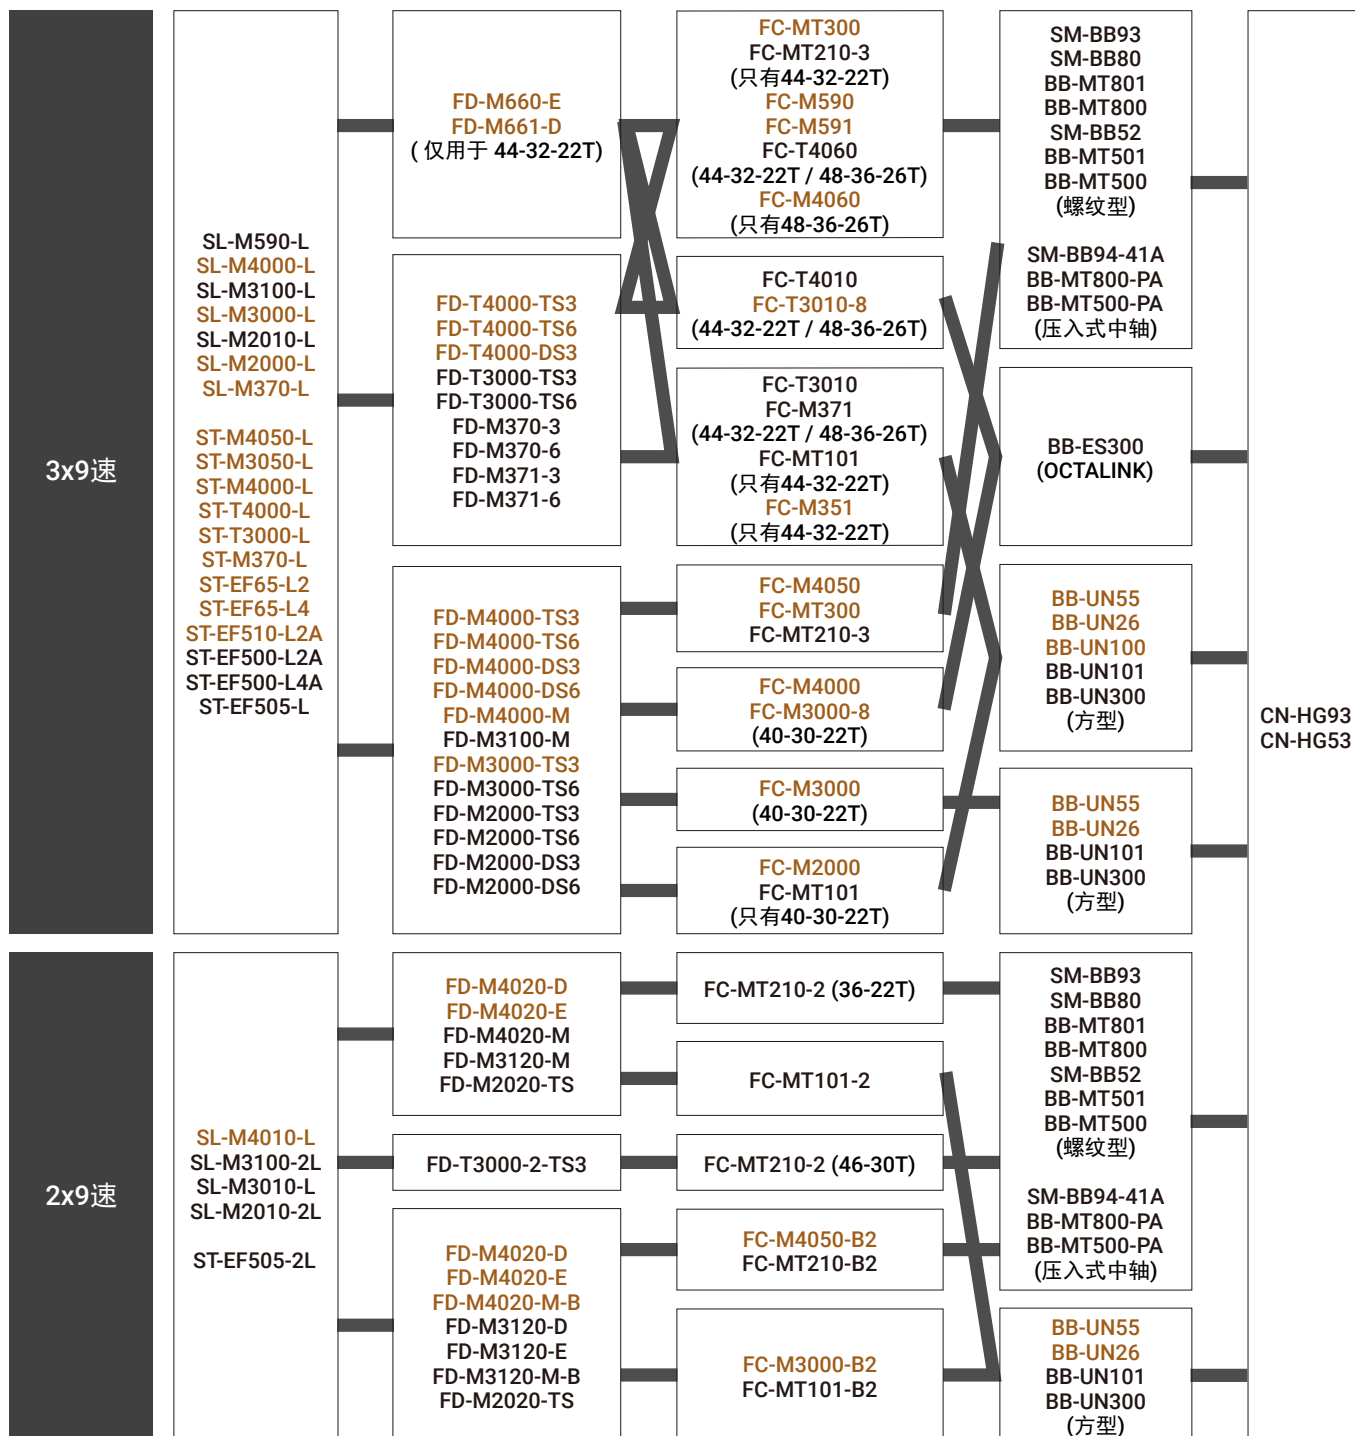 3x9速
SL-M590-L
SL-M4000-L
SL-M3100-L
SL-M3000-L
SL-M2010-L
SL-M2000-L
SL-M370-L
ST-M4050-L
ST-M3050-L
ST-M4000-L
ST-T4000-L
ST-T3000-L
ST-M370-L
ST-EF65-L2
ST-EF65-L4
ST-EF510-L2A
ST-EF500-L2A
ST-EF500-L4A
ST-EF505-L
FD-M660-E
FD-M661-D
( 仅用于 44-32-22T)
FD-T4000-TS3
FD-T4000-TS6
FD-T4000-DS3
FD-T3000-TS3
FD-T3000-TS6
FD-M370-3
FD-M370-6
FD-M371-3
FD-M371-6
FD-M4000-TS3
FD-M4000-TS6
FD-M4000-DS3
FD-M4000-DS6
FD-M4000-M
FD-M3100-M
FD-M3000-TS3
FD-M3000-TS6
FD-M2000-TS3
FD-M2000-TS6
FD-M2000-DS3
FD-M2000-DS6
FC-MT300
FC-MT210-3
(只有44-32-22T)
FC-M590
FC-M591
FC-T4060
(44-32-22T / 48-36-26T)
FC-M4060
(只有48-36-26T)
FC-T4010
FC-T3010-8
(44-32-22T / 48-36-26T)
FC-T3010
FC-M371
(44-32-22T / 48-36-26T)
FC-MT101
(只有44-32-22T)
FC-M351
(只有44-32-22T)
FC-M4050
FC-MT300
FC-MT210-3
FC-M4000
FC-M3000-8
(40-30-22T)
FC-M3000
(40-30-22T)
FC-M2000
FC-MT101
(只有40-30-22T)
SM-BB93
SM-BB80
BB-MT801
BB-MT800
SM-BB52
BB-MT501
BB-MT500
(螺纹型)
SM-BB94-41A
BB-MT800-PA
BB-MT500-PA
(压入式中轴)
BB-ES300
(OCTALINK)
BB-UN55
BB-UN26
BB-UN100
BB-UN101
BB-UN300
(方型)
BB-UN55
BB-UN26
BB-UN101
BB-UN300
(方型)
CN-HG93
CN-HG53
2x9速
SL-M4010-L
SL-M3100-2L
SL-M3010-L
SL-M2010-2L
ST-EF505-2L
FD-M4020-D
FD-M4020-E
FD-M4020-M
FD-M3120-M
FD-M2020-TS
FD-T3000-2-TS3
FD-M4020-D
FD-M4020-E
FD-M4020-M-B
FD-M3120-D
FD-M3120-E
FD-M3120-M-B
FD-M2020-TS
FC-MT210-2 (36-22T)
FC-MT101-2
FC-MT210-2 (46-30T)
FC-M4050-B2
FC-MT210-B2
FC-M3000-B2
FC-MT101-B2
SM-BB93
SM-BB80
BB-MT801
BB-MT800
SM-BB52
BB-MT501
BB-MT500
(螺纹型)
SM-BB94-41A
BB-MT800-PA
BB-MT500-PA
(压入式中轴)
BB-UN55
BB-UN26
BB-UN101
BB-UN300
(方型)